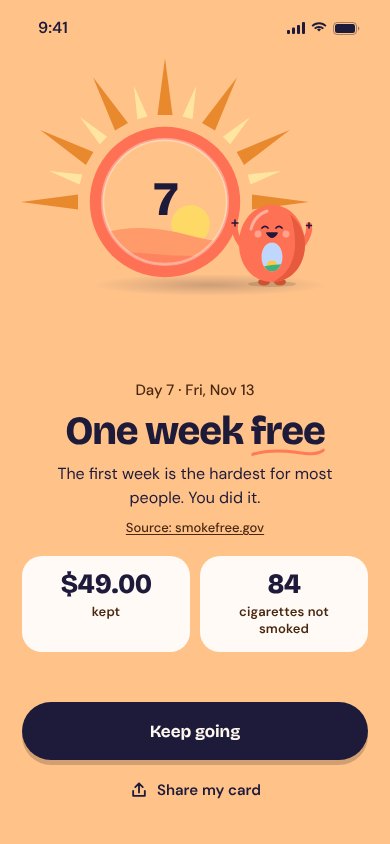 9:41
7
Day 7 · Fri, Nov 13
One week free
The first week is the hardest for most
people. You did it.
Source: smokefree.gov
$49.00
kept
84
cigarettes not
smoked
Keep going
Share my card